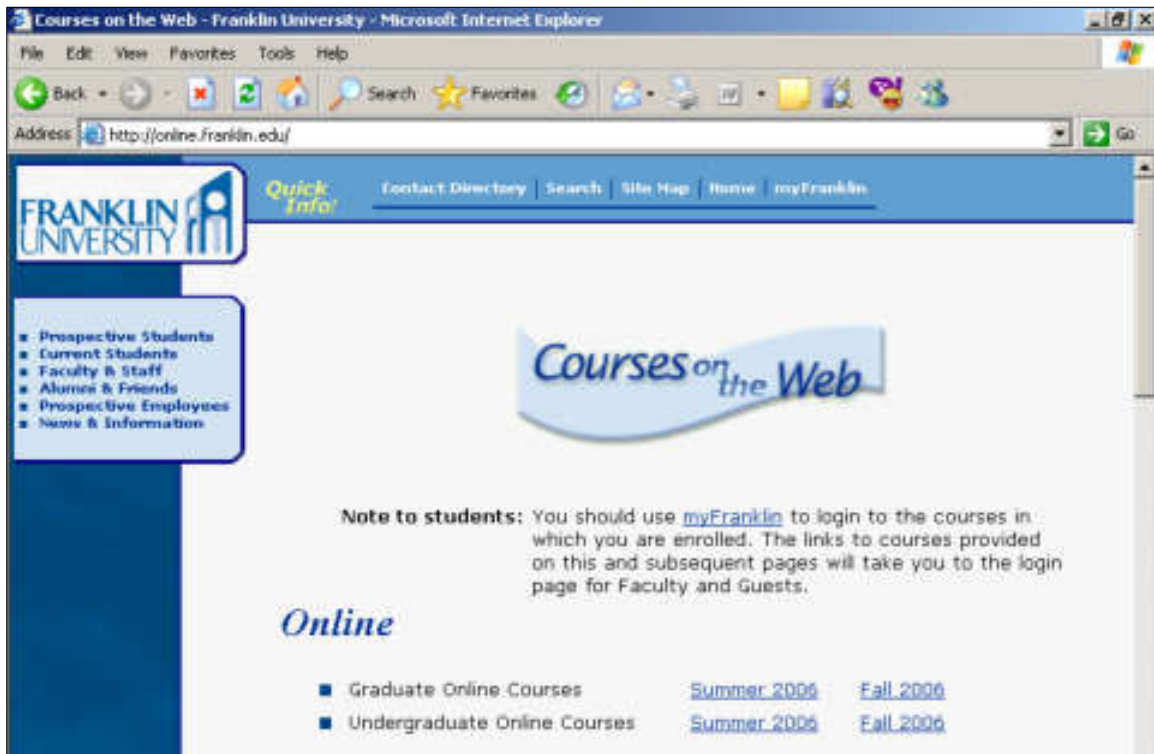 Courses on the Web - Franklin University - Microsoft Internet Explorer
File Edit View Favorites Tools Help
Back Search Favorites
Address http://online.franklin.edu/ Go
FRANKLIN
UNIVERSITY
Quick
Info!
Contact Directory | Search | Site Map | Home | myFranklin
Prospective Students
Current Students
Faculty & Staff
Alumni & Friends
Prospective Employees
News & Information
Courses on the Web
Note to students: You should use myFranklin to login to the courses in
which you are enrolled. The links to courses provided
on this and subsequent pages will take you to the login
page for Faculty and Guests.
Online
Graduate Online Courses Summer 2006 Fall 2006
Undergraduate Online Courses Summer 2006 Fall 2006